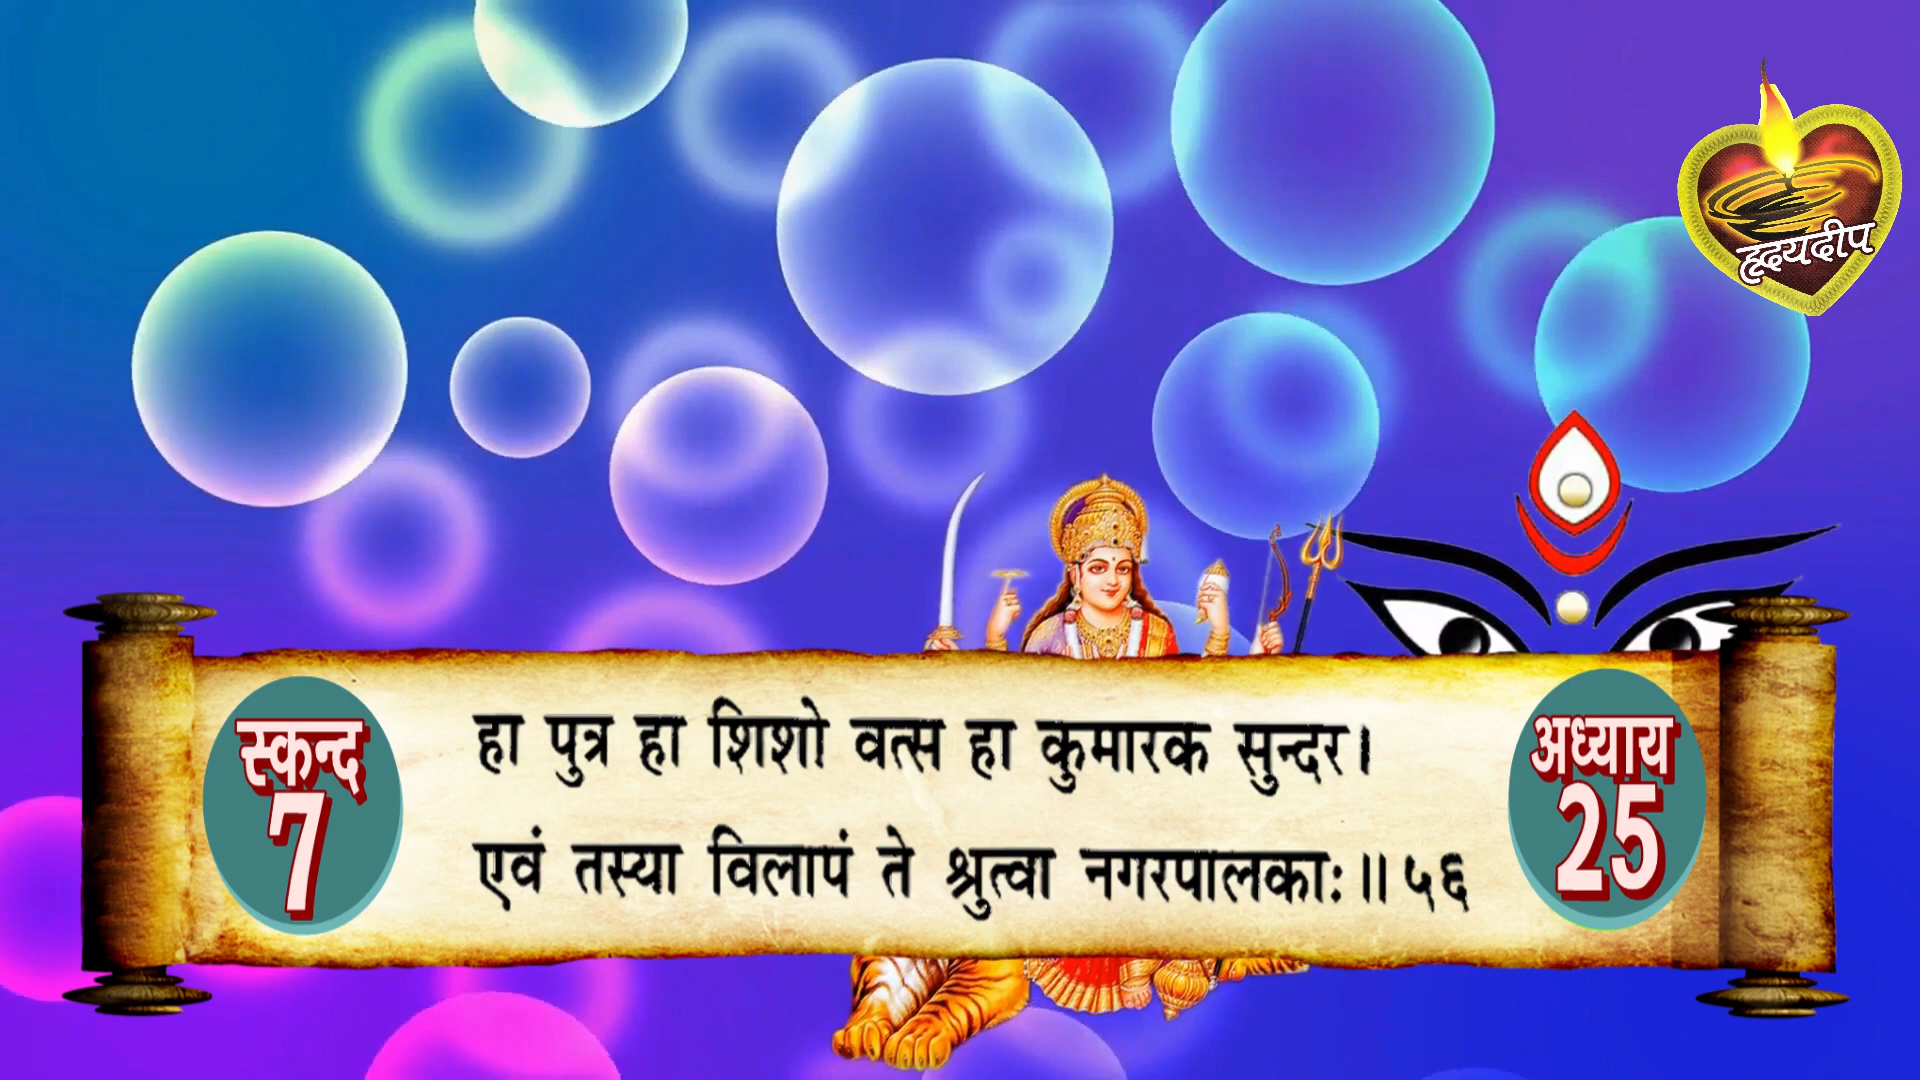 हृदयदीप
स्कन्द
7
हा पुत्र हा शिशो वत्स हा कुमारक सुन्दर।
एवं तस्या विलापं ते श्रुत्वा नगरपालकाः॥ ५६
अध्याय
25